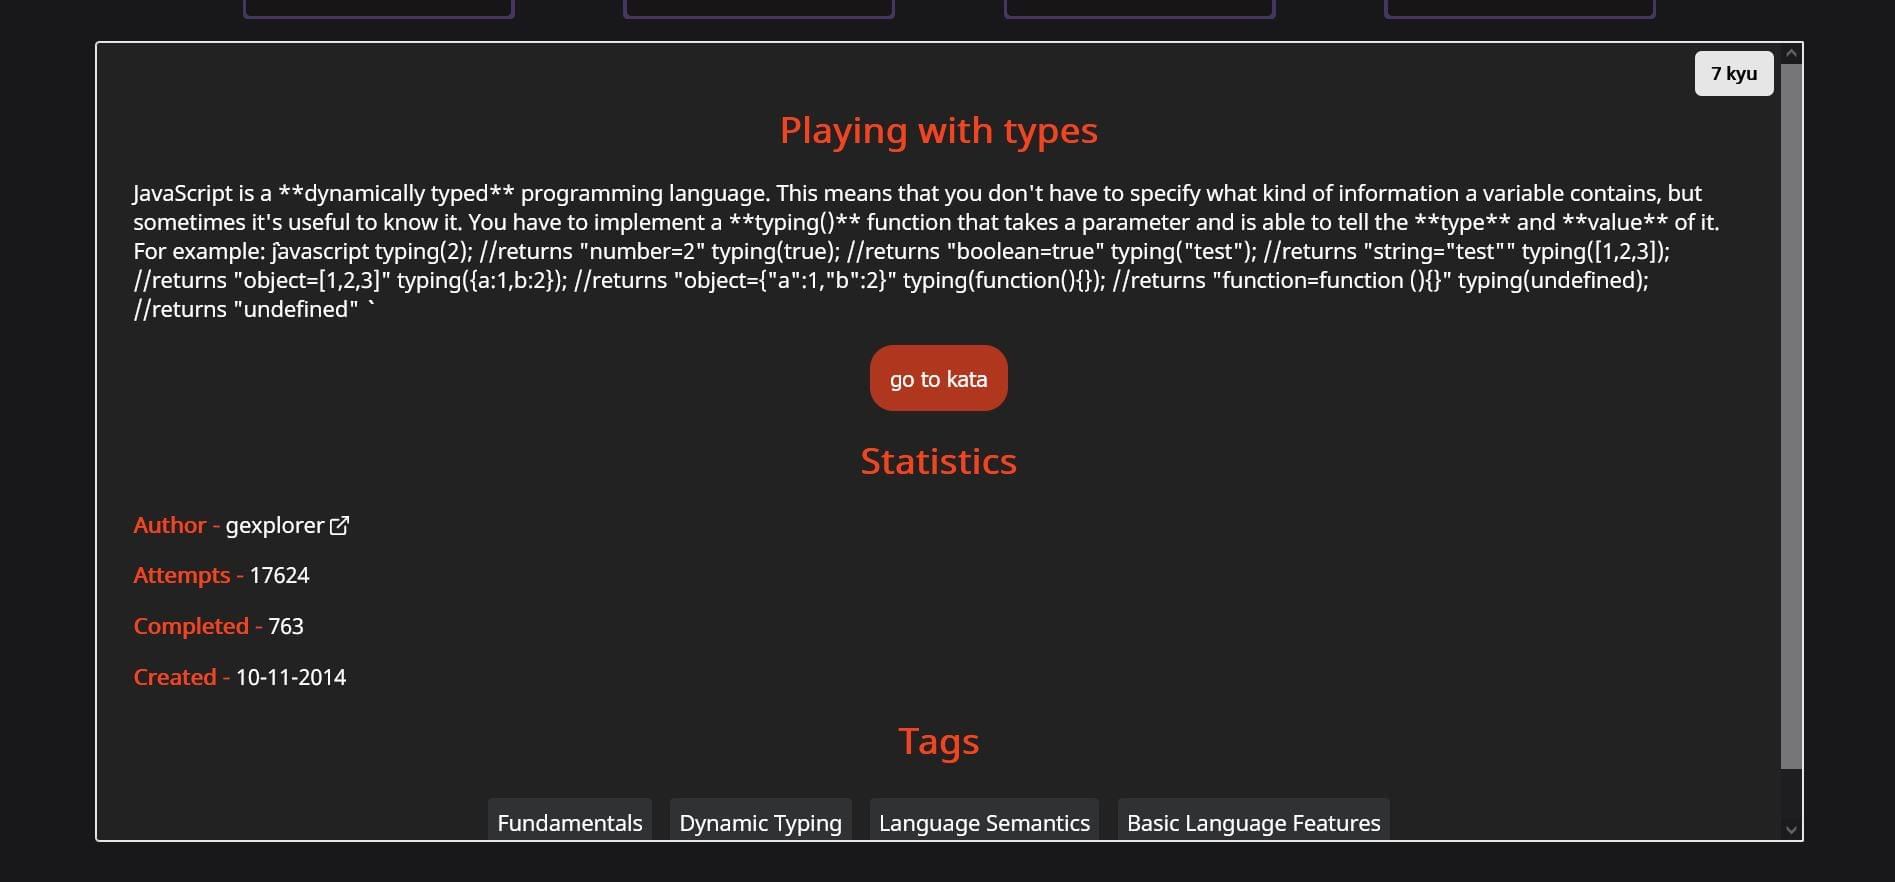 7 kyu
Playing with types
JavaScript is a **dynamically typed** programming language. This means that you don't have to specify what kind of information a variable contains, but
sometimes it's useful to know it. You have to implement a **typing()** function that takes a parameter and is able to tell the **type** and **value** of it.
For example: ĵavascript typing(2); //returns "number=2" typing(true); //returns "boolean=true" typing("test"); //returns "string="test"" typing([1,2,3]);
//returns "object=[1,2,3]" typing({a:1,b:2}); //returns "object={"a":1,"b":2}" typing(function(){}); //returns "function=function (){}" typing(undefined);
//returns "undefined" `
go to kata
Statistics
Author - gexplorer
Attempts - 17624
Completed - 763
Created - 10-11-2014
Tags
Fundamentals Dynamic Typing Language Semantics Basic Language Features